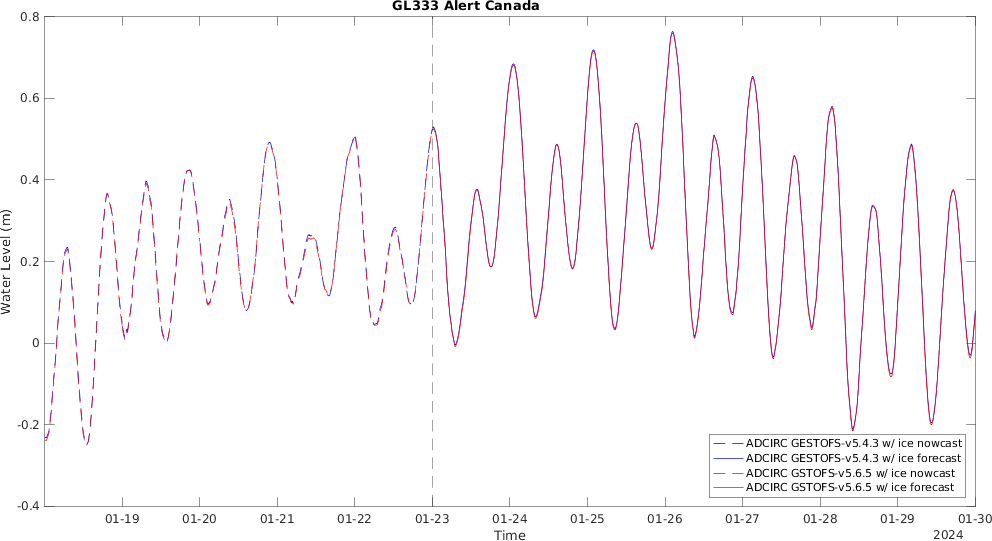 GL333 Alert Canada
0.8
0.6
0.4
0.2
0
-0.2
-0.4
Water Level (m)
01-19 01-20 01-21 01-22 01-23 01-24 01-25 01-26 01-27 01-28 01-29 01-30
Time
2024
ADCIRC GESTOFS-v5.4.3 w/ ice nowcast
ADCIRC GESTOFS-v5.4.3 w/ ice forecast
ADCIRC GSTOFS-v5.6.5 w/ ice nowcast
ADCIRC GSTOFS-v5.6.5 w/ ice forecast